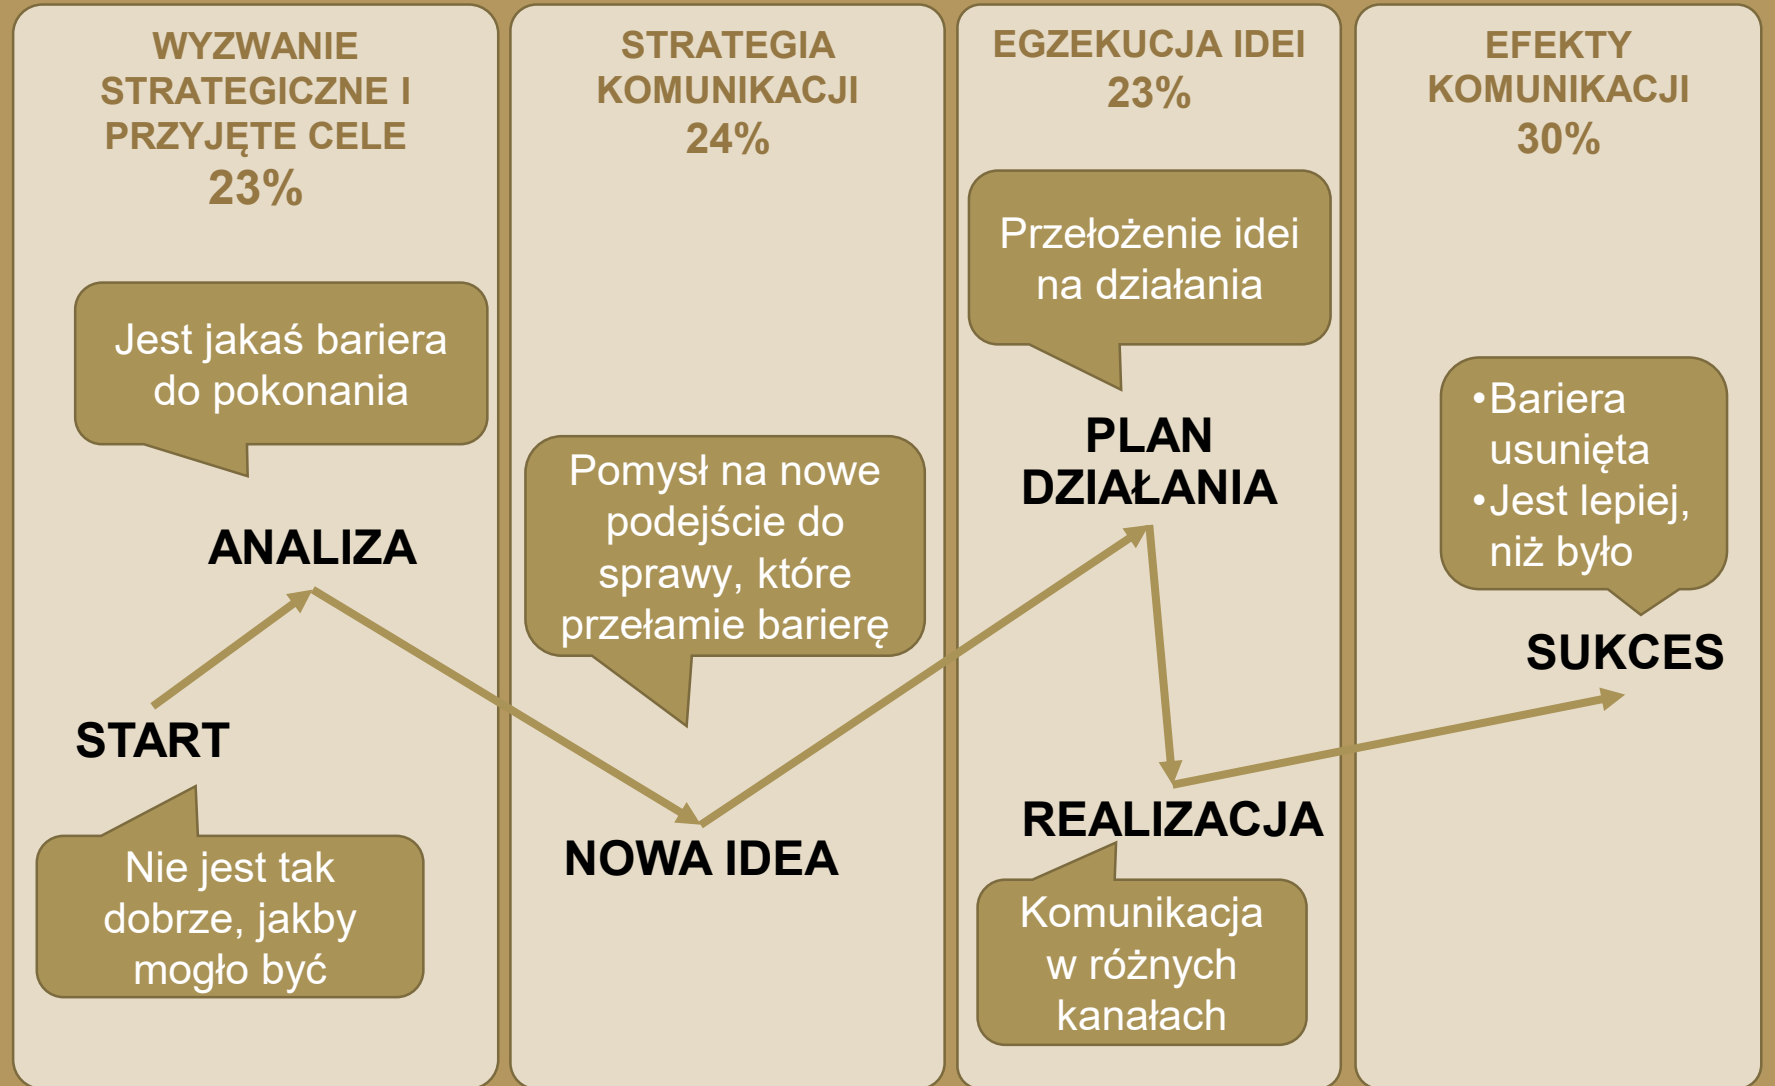 WYZWANIE
STRATEGICZNE I
PRZYJĘTE CELE
23%
Jest jakaś bariera
do pokonania
ANALIZA
START
Nie jest tak
dobrze, jakby
mogło być
STRATEGIA
KOMUNIKACJI
24%
Pomysł na nowe
podejście do
sprawy, które
przełamie barierę
NOWA IDEA
EGZEKUCJA IDEI
23%
Przełożenie idei
na działania
PLAN
DZIAŁANIA
REALIZACJA
Komunikacja
w różnych
kanałach
EFEKTY
KOMUNIKACJI
30%
•Bariera
usunięta
•Jest lepiej,
niż było
SUKCES